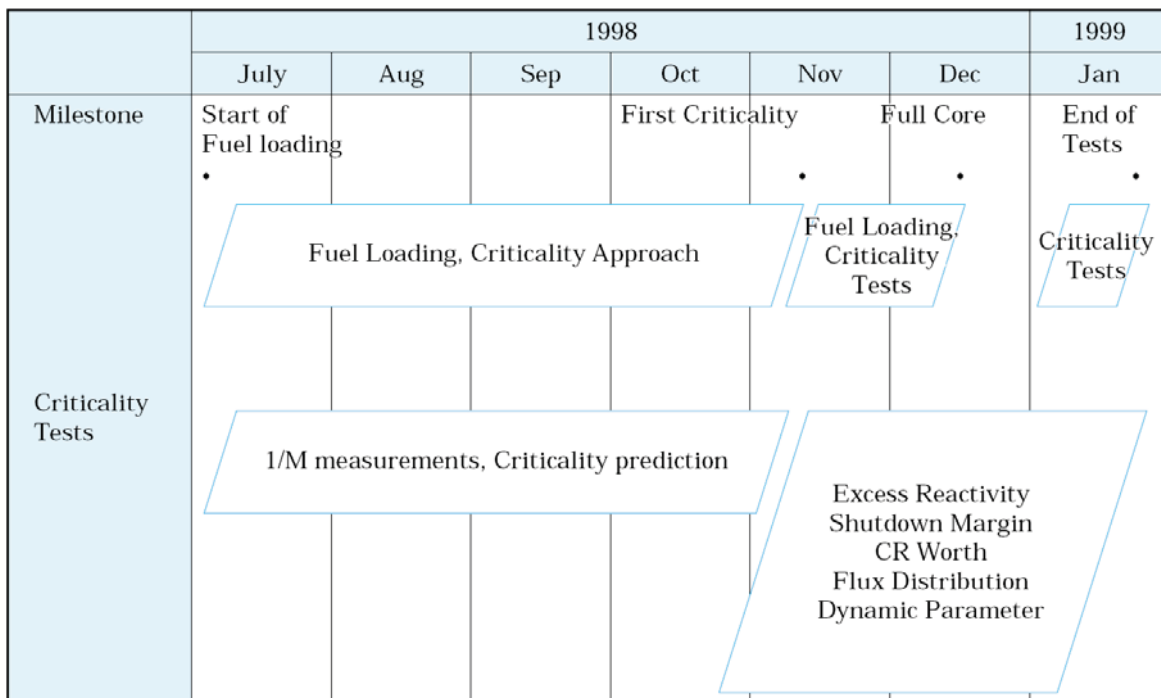 1998
1999
July
Aug
Sep
Oct
Nov
Dec
Jan
Milestone
Start of
Fuel loading
First Criticality
Full Core
End of
Tests
Fuel Loading, Criticality Approach
Fuel Loading,
Criticality
Tests
Criticality
Tests
Criticality
Tests
1/M measurements, Criticality prediction
Excess Reactivity
Shutdown Margin
CR Worth
Flux Distribution
Dynamic Parameter